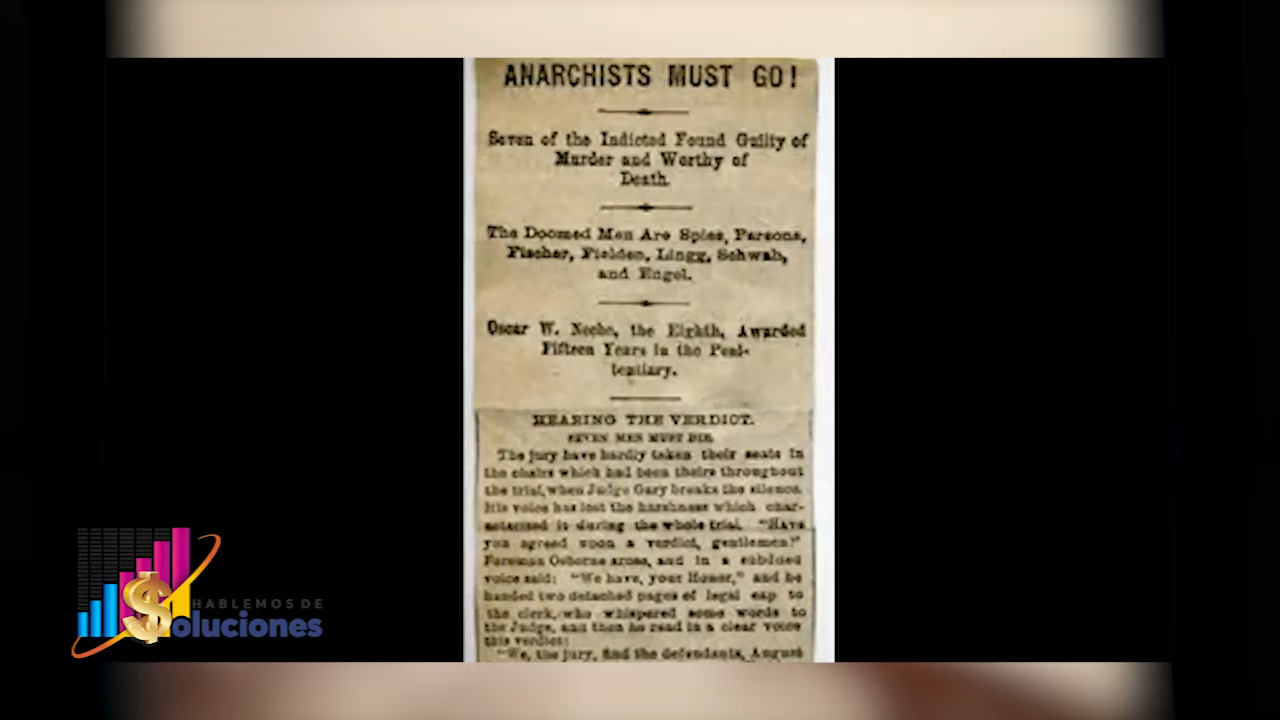 ANARCHISTS MUST GO!
Seven of the Indicted Found Guilty of
Murder and Worthy of
Death.
The Doomed Men Are Spies, Parsons,
Fischer, Fielden, Lingg, Schwab,
and Engel.
Oscar W. Neebe, the Eighth, Awarded
Fifteen Years in the Peni-
tentiary.
HEARING THE VERDICT.
SEVEN MEN MUST DIE.
The jury have hardly taken their seats in
the chairs which had been theirs throughout
the trial, when Judge Gary breaks the silence.
His voice has lost the harshness which char-
acterized it during the whole trial. "Have
you agreed upon a verdict, gentlemen?"
Foreman Osborne arose, and in a subdued
voice said: "We have, your Honor," and he
handed two detached pages of legal cap to
the clerk, who whispered some words to
the Judge, and then he read in a clear voice
this verdict:
"We, the jury, find the defendants, August
HABLEMOS DE
$oluciones